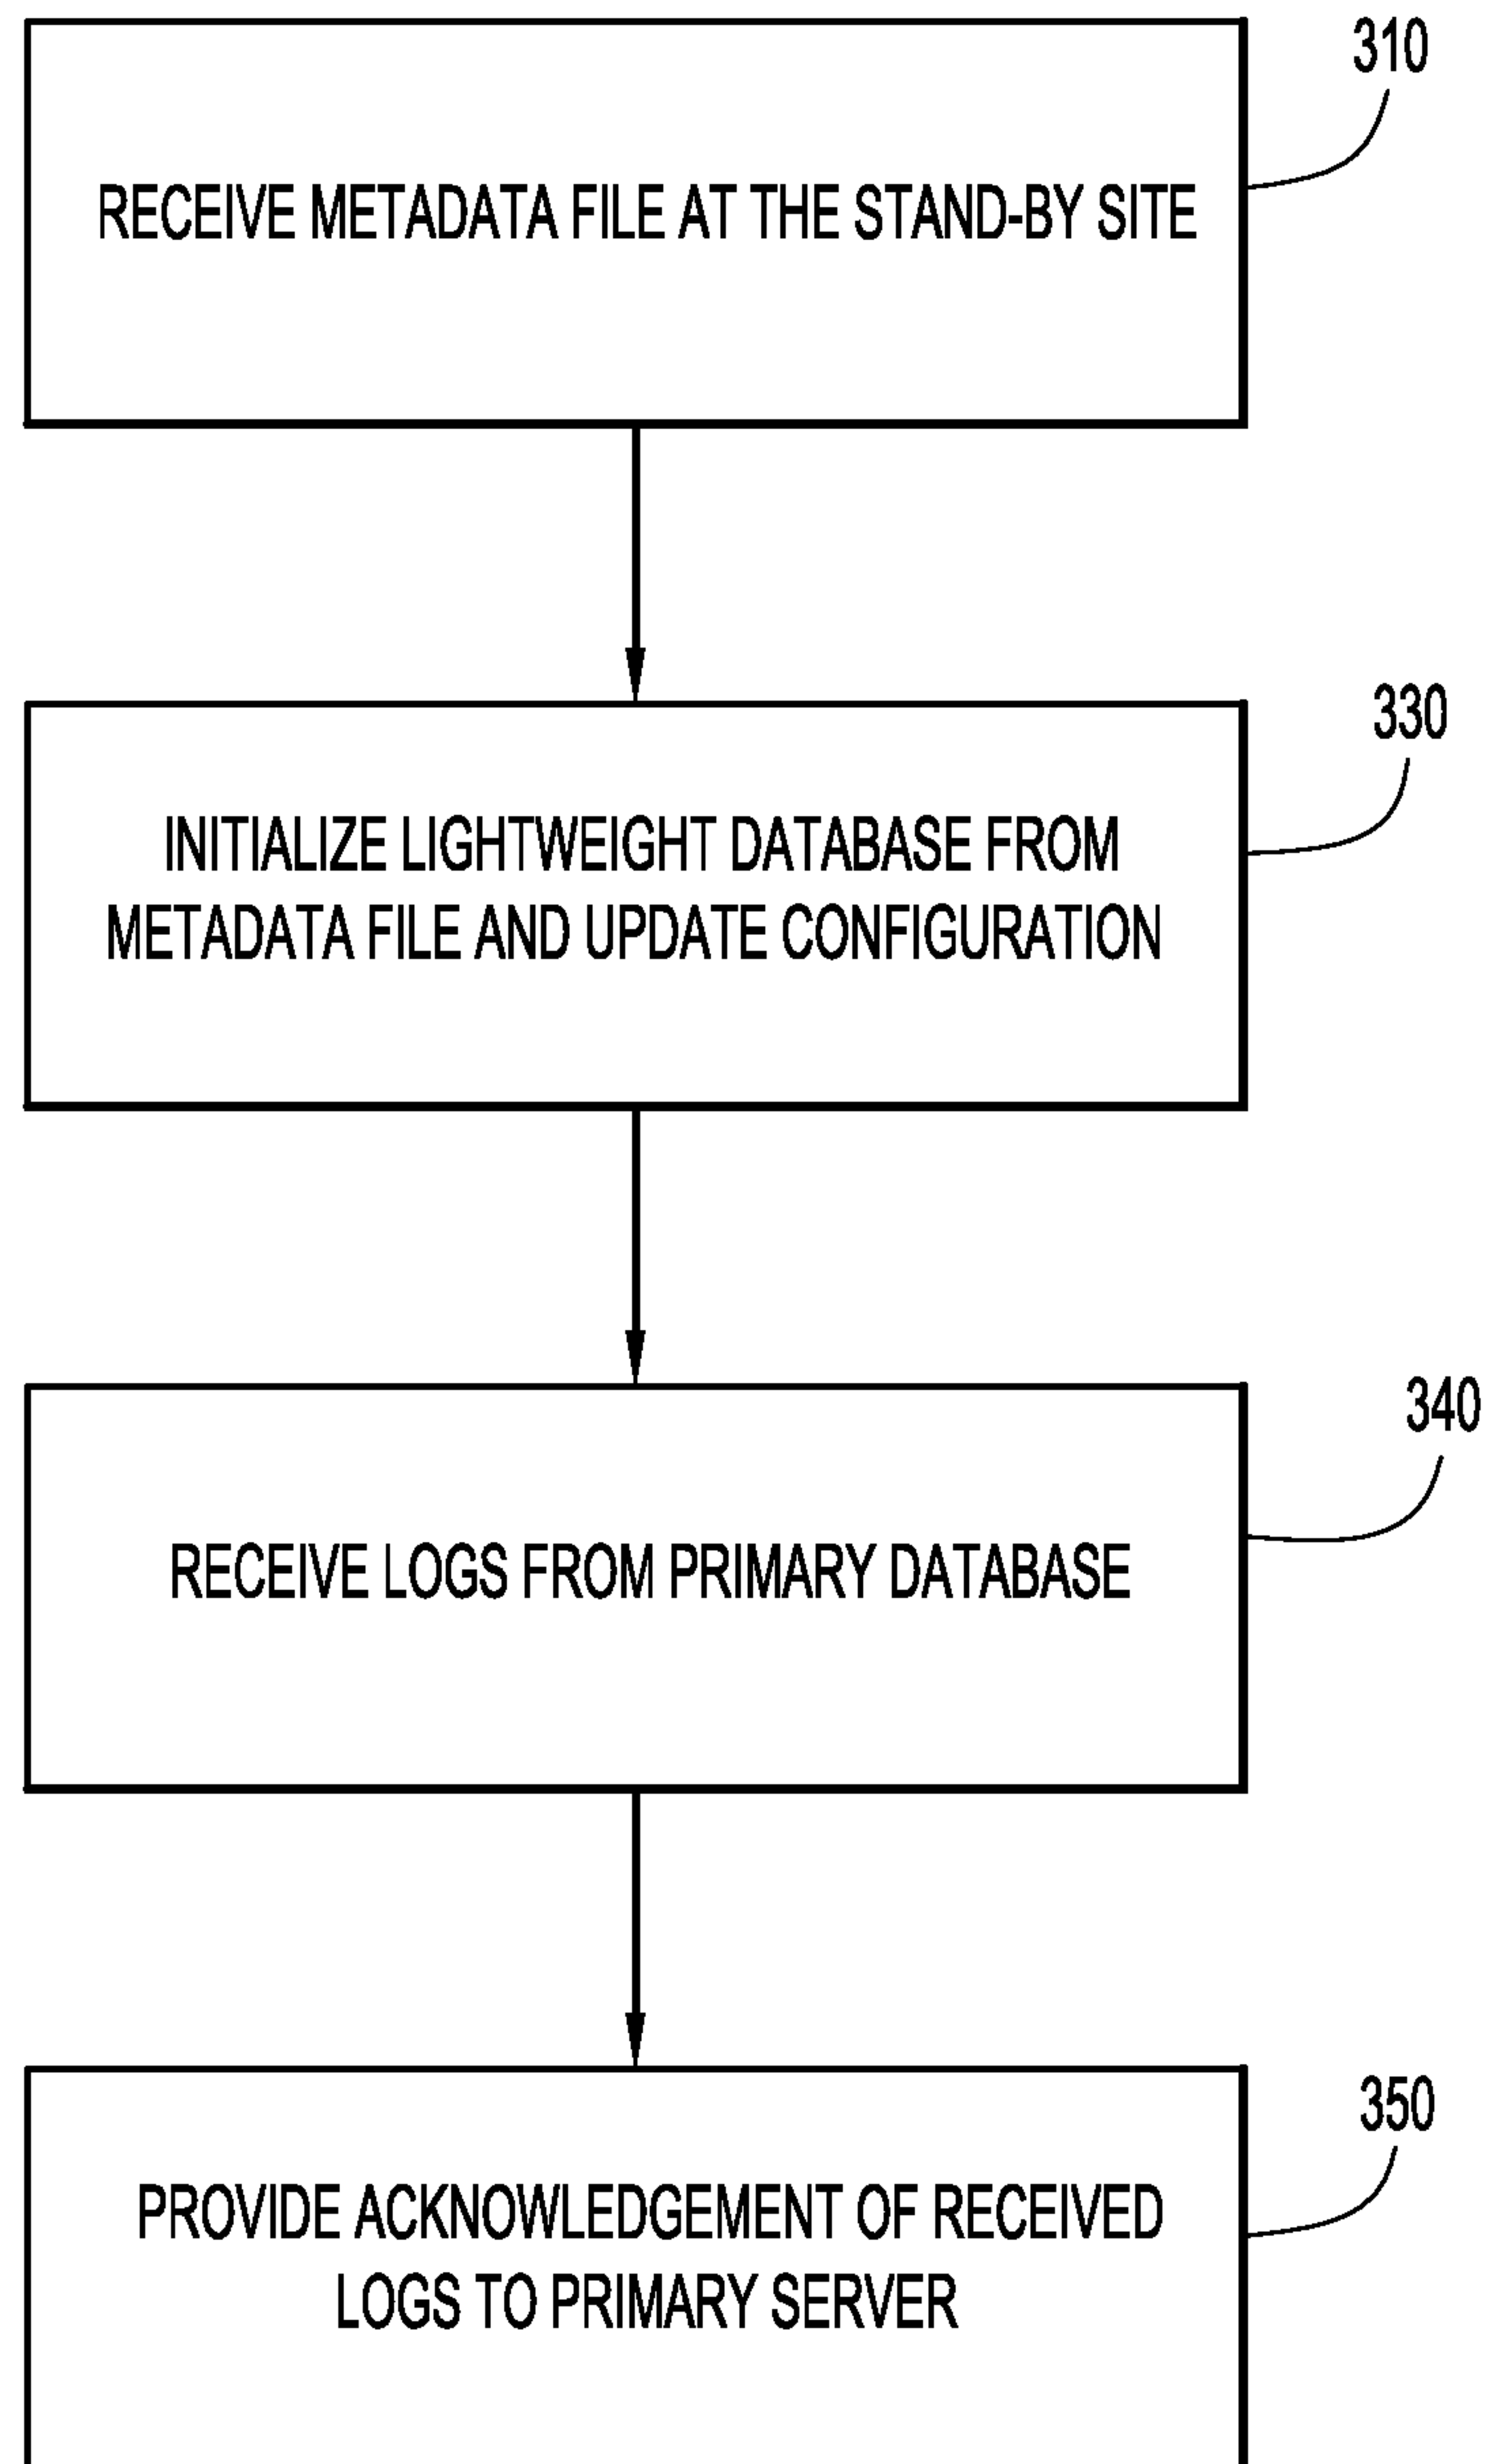 310
RECEIVE METADATA FILE AT THE STAND-BY SITE
330
INITIALIZE LIGHTWEIGHT DATABASE FROM
METADATA FILE AND UPDATE CONFIGURATION
340
RECEIVE LOGS FROM PRIMARY DATABASE
350
PROVIDE ACKNOWLEDGEMENT OF RECEIVED
LOGS TO PRIMARY SERVER